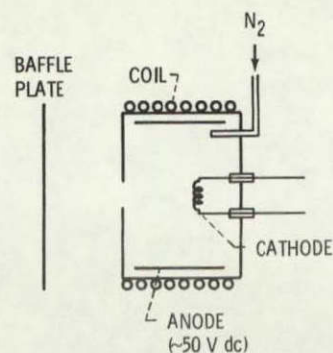 N2
BAFFLE
PLATE
COIL
CATHODE
ANODE
(~50 V dc)